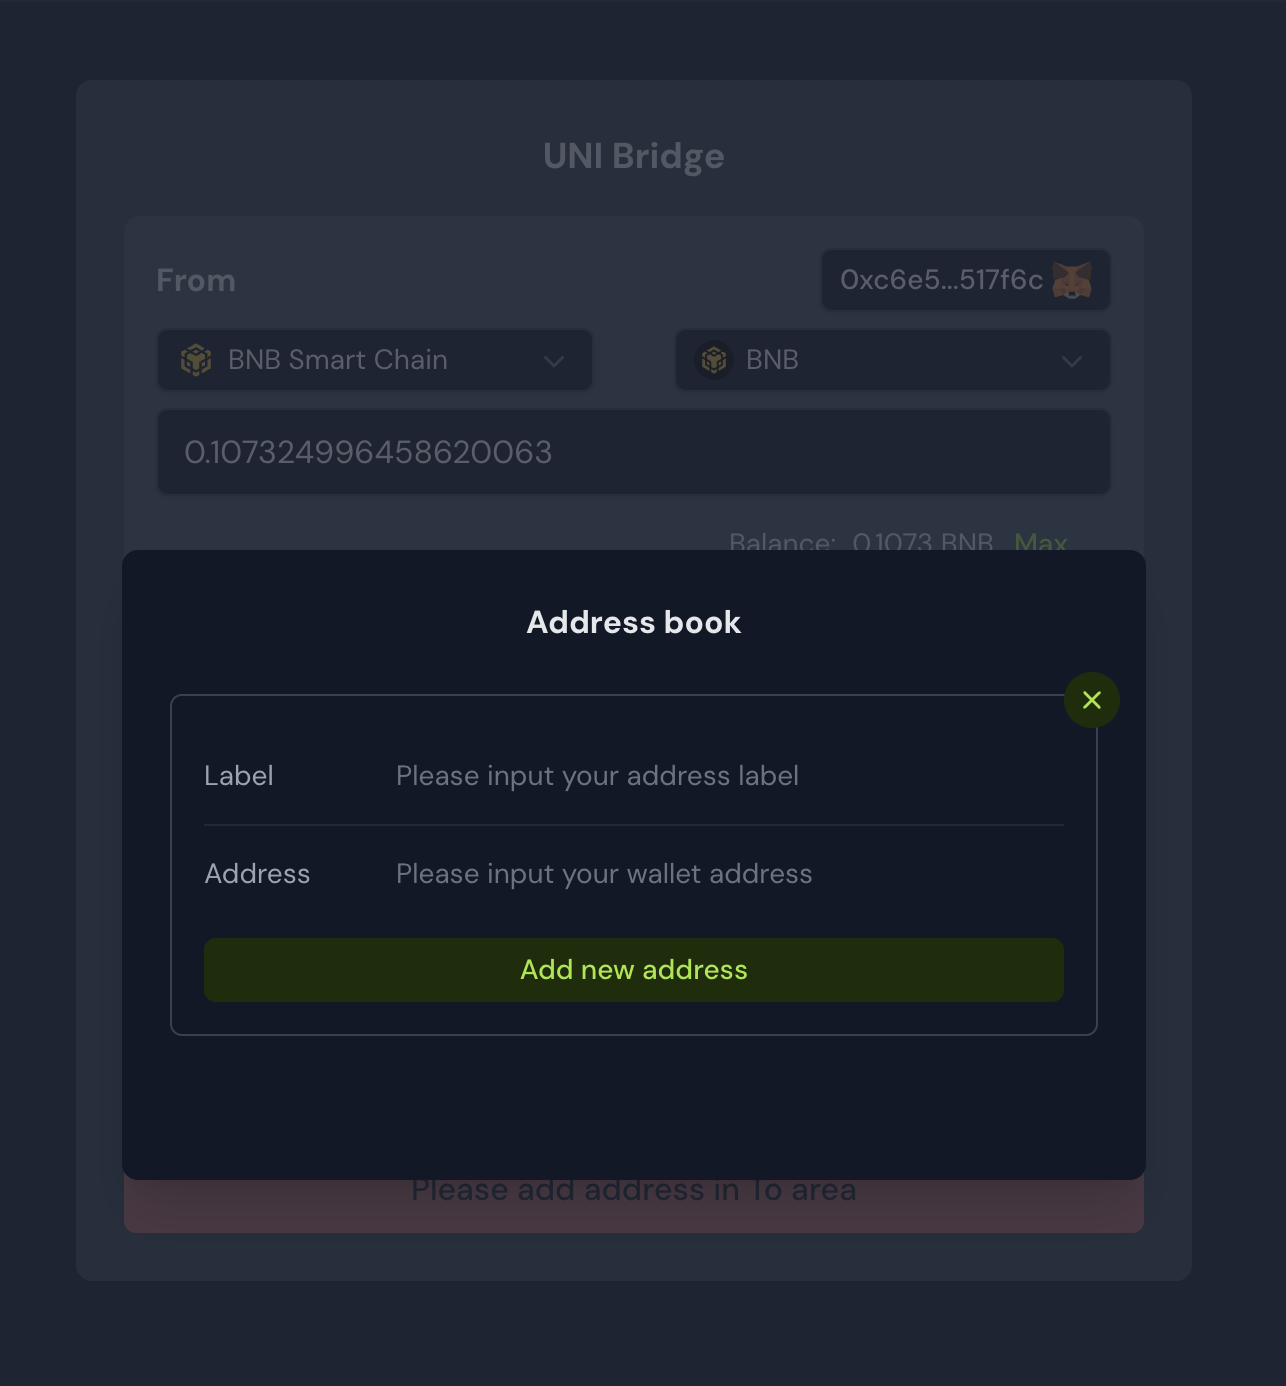 UNI Bridge
From
0xc6e5...517f6c
BNB Smart Chain
BNB
0.107324996458620063
Balance: 0.1073 BNB Max
Address book
Label Please input your address label
Address Please input your wallet address
Add new address
Please add address in To area